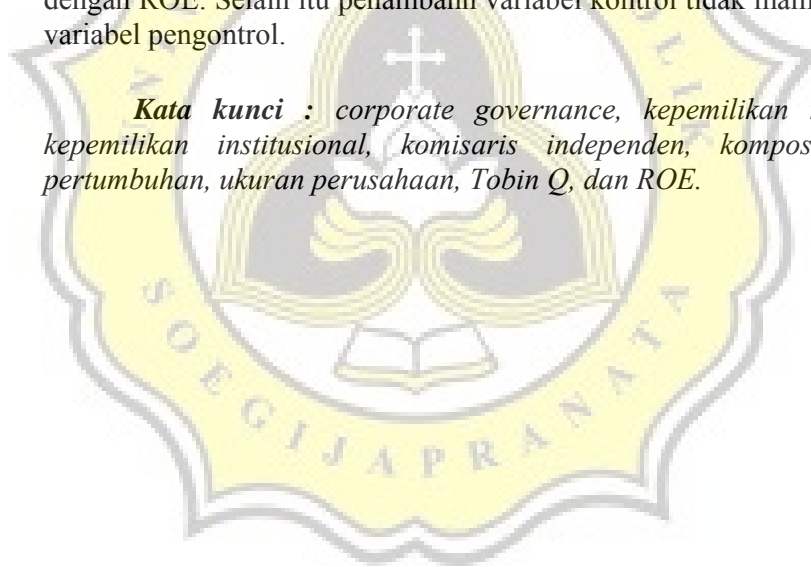 dengan ROE. Selain itu penambahn variabel kontrol tidak
variabel pengontrol.
Kata kunci : corporate governance, kepemilikan
kepemilikan institusional, komisaris independen,
pertumbuhan, ukuran perusahaan, Tobin Q, dan ROE.
SOEGIJAPRANATA